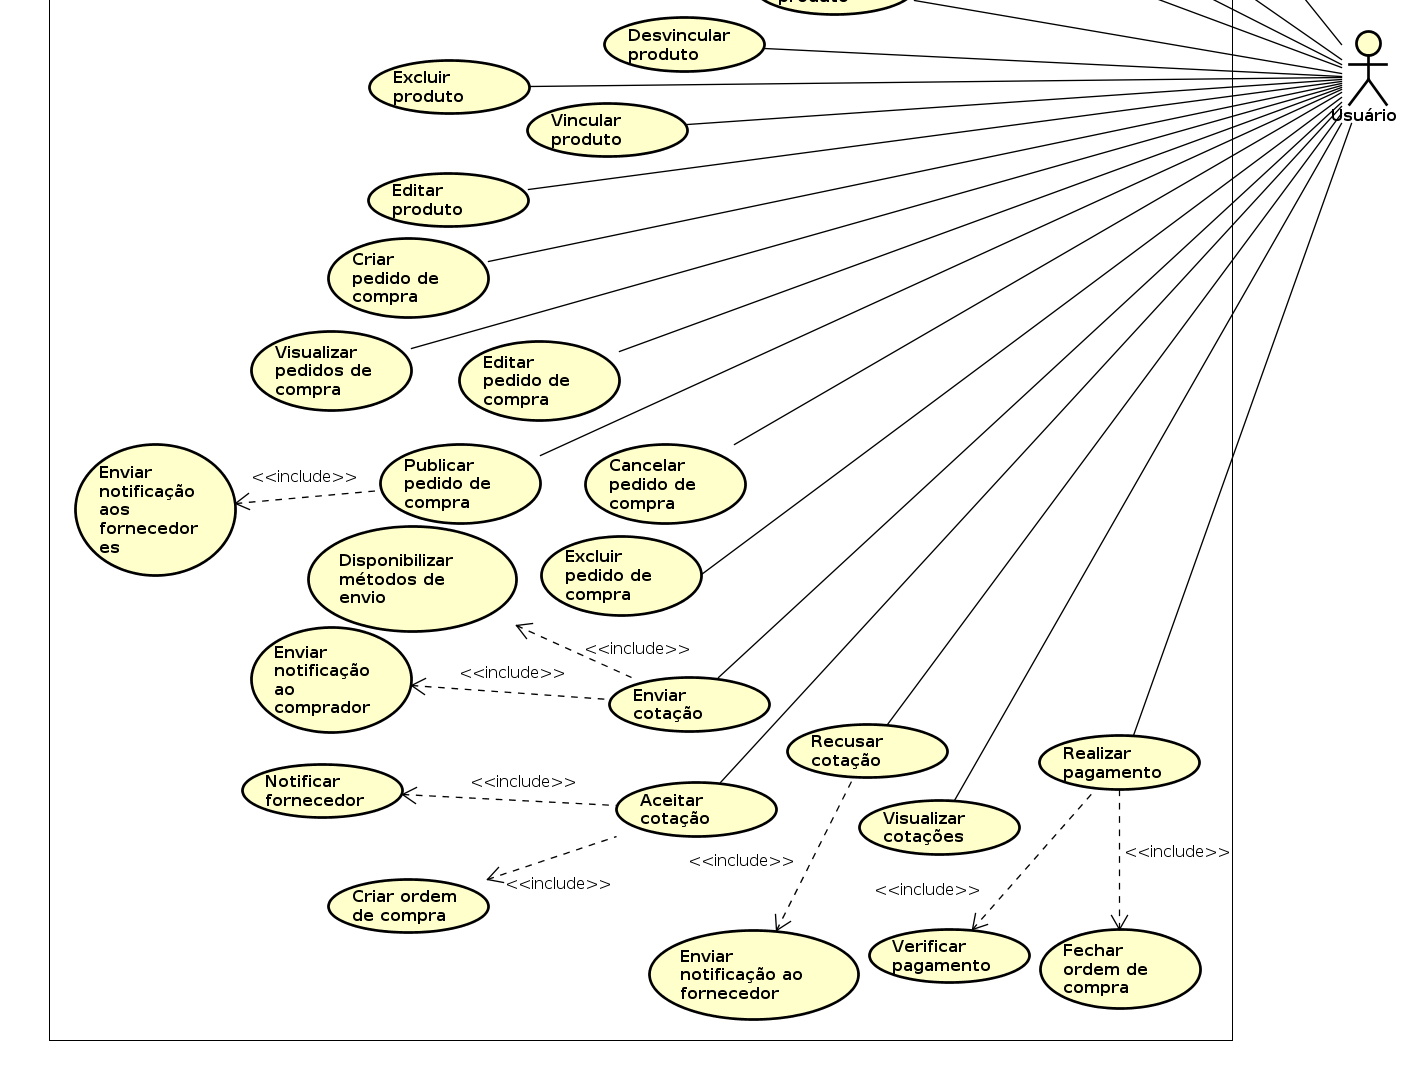 produto
Desvincular
produto
Excluir
produto
Usuário
Vincular
produto
Editar
produto
Criar
pedido de
compra
Visualizar
pedidos de
compra
Editar
pedido de
compra
Enviar
notificação
aos
fornecedor
es
<<include>>
Publicar
pedido de
compra
Cancelar
pedido de
compra
Disponibilizar
métodos de
envio
Excluir
pedido de
compra
<<include>>
Enviar
notificação
ao
comprador
<<include>>
Enviar
cotação
Recusar
cotação
Realizar
pagamento
Notificar
fornecedor
<<include>>
Aceitar
cotação
Visualizar
cotações
<<include>>
<<include>>
<<include>>
<<include>>
Criar ordem
de compra
Enviar
notificação ao
fornecedor
Verificar
pagamento
Fechar
ordem de
compra